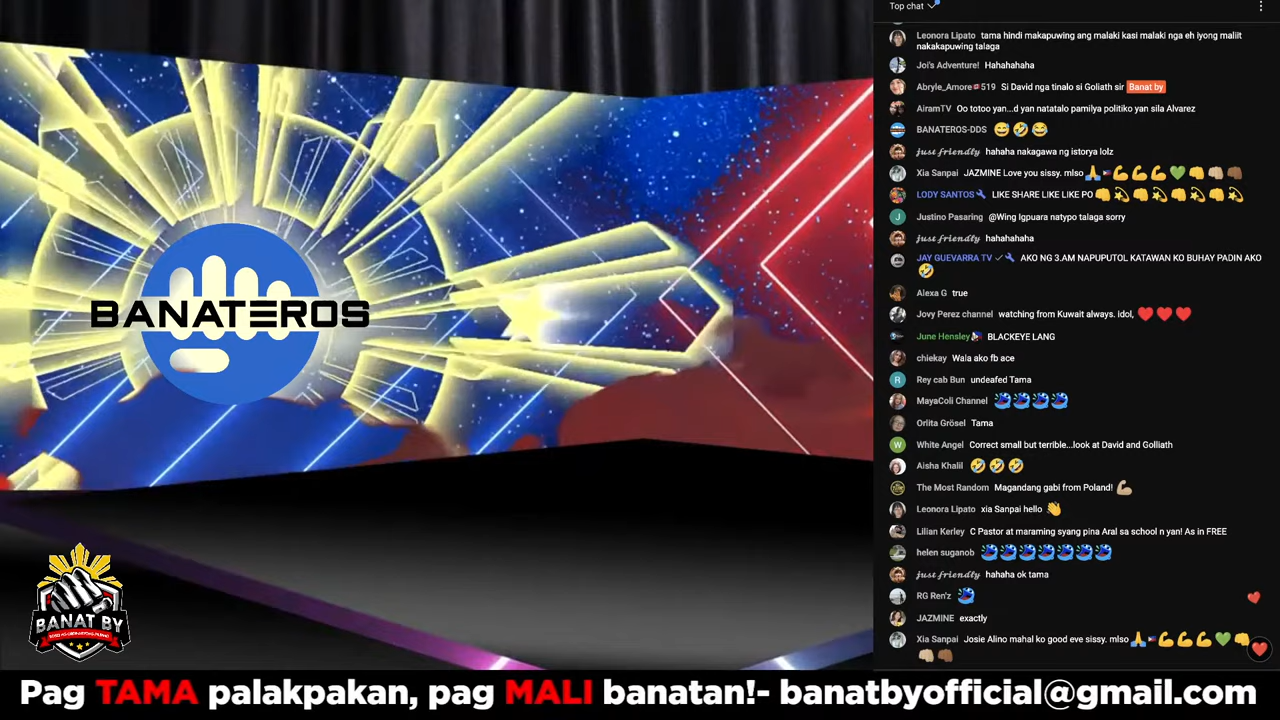 Top chat
Leonora Lipato tama hindi makapuwing ang malaki kasi malaki nga eh iyong maliit
nakakapuwing talaga
Joi's Adventure! Hahahahaha
Abryle_Amore 519 Si David nga tinalo si Goliath sir Banat by
AiramTV Oo totoo yan...d yan natatalo pamilya politiko yan sila Alvarez
BANATEROS-DDS
just friendly hahaha nakagawa ng istorya lolz
Xia Sanpai JAZMINE Love you sissy. mlso
LODY SANTOS LIKE SHARE LIKE LIKE PO
J
Justino Pasaring @Wing Igpuara natypo talaga sorry
just friendly hahahahaha
JAY GUEVARRA TV AKO NG 3.AM NAPUPUTOL KATAWAN KO BUHAY PADIN AKO
Alexa G true
Jovy Perez channel watching from Kuwait always. idol,
June Hensley BLACKEYE LANG
chiekay Wala ako fb ace
R
Rey cab Bun undeafed Tama
MayaColi Channel
Orlita Grösel Tama
W
White Angel Correct small but terrible...look at David and Golliath
Aisha Khalil
The Most Random Magandang gabi from Poland!
Leonora Lipato xia Sanpai hello
Lilian Kerley C Pastor at maraming syang pina Aral sa school n yan! As in FREE
helen suganob
just friendly hahaha ok tama
RG Ren'z
JAZMINE exactly
Xia Sanpai Josie Alino mahal ko good eve sissy. mlso
BANATEROS
BANAT BY
Pag TAMA palakpakan, pag MALI banatan!- banatbyofficial@gmail.com